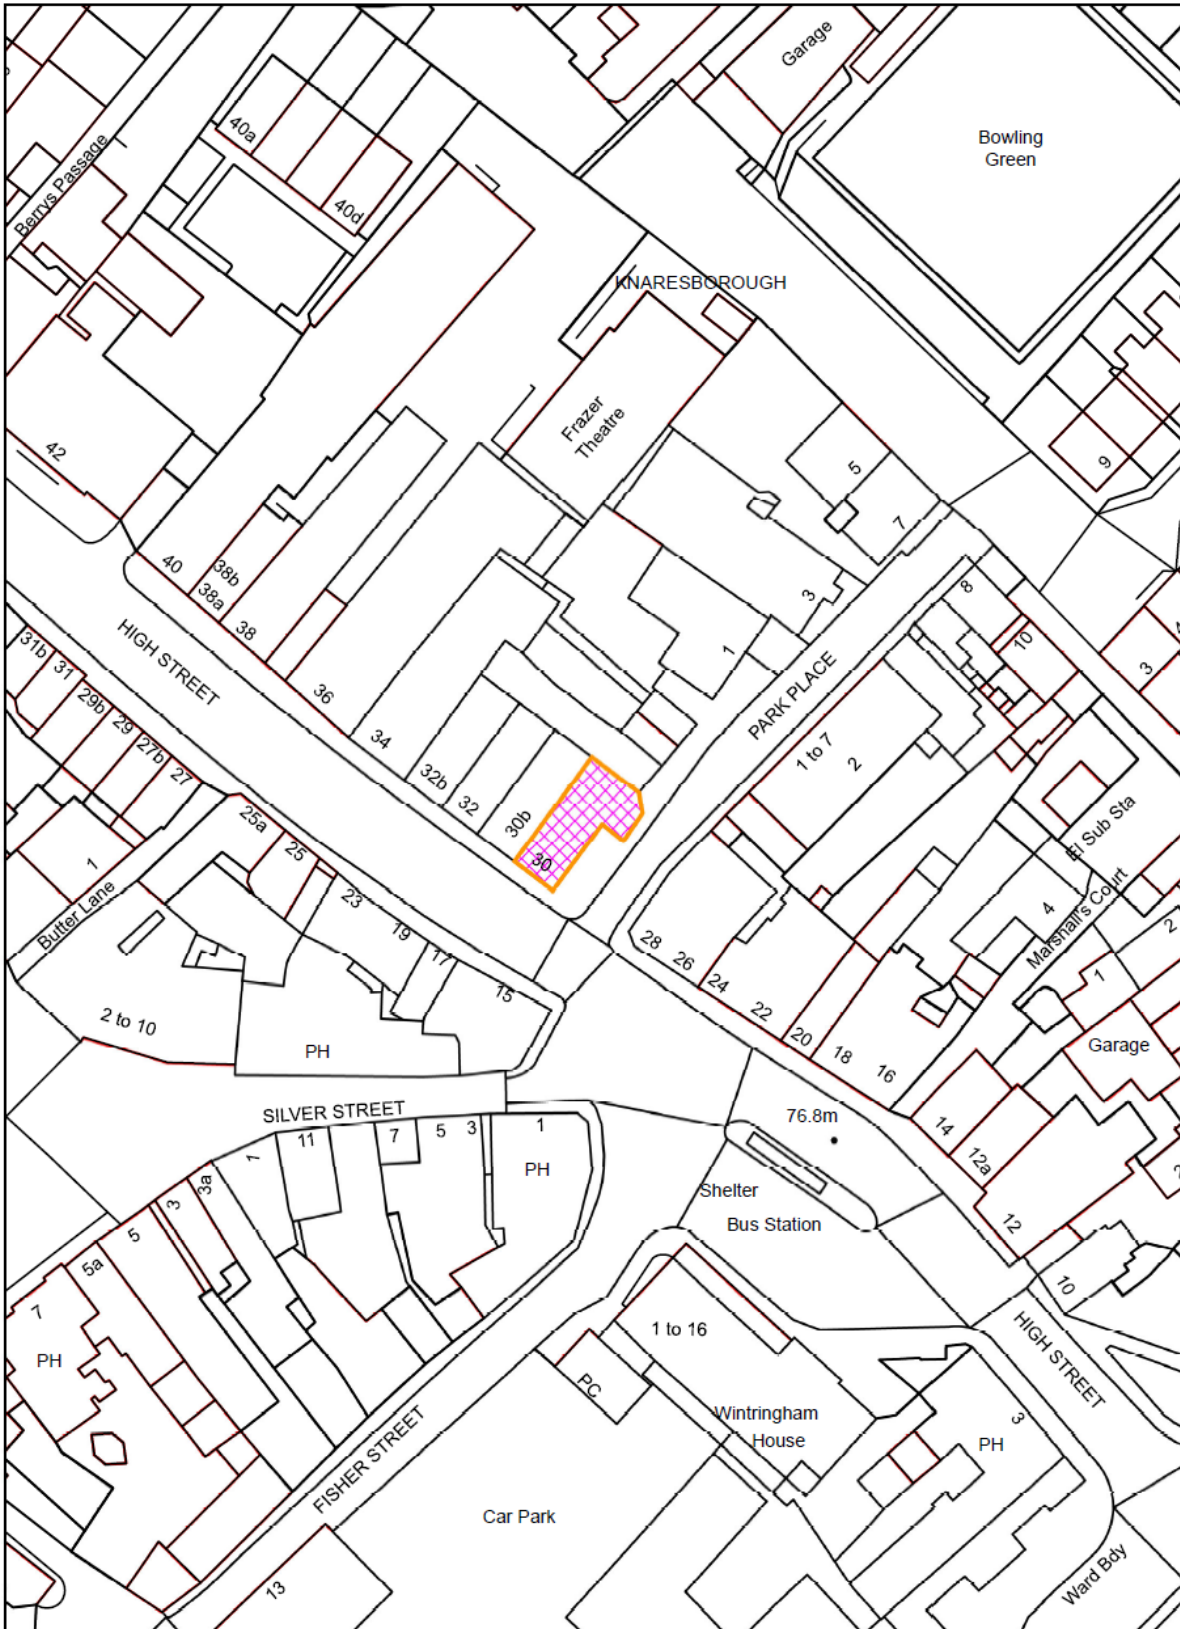 Garage
Bowling
Green
40a
Berrys Passage
40d
KNARESBOROUGH
Frazer
Theatre
42
5
9
7
40
38b
38a
38
3
8
10
4
3
1
HIGH STREET
PARK PLACE
36
31b
31
29b
29
27b
27
34
32b
32
30b
30
1 to 7
2
El Sub Sta
25a
25
23
19
17
15
1
Butter Lane
28
26
24
22
20
18
16
4
Marshall's Court
2
1
Garage
2 to 10
PH
SILVER STREET
76.8m
14
12a
12
2
1
11
7
5
3
1
PH
Shelter
Bus Station
3a
3
5
5a
7
PH
10
HIGH STREET
1 to 16
PC
Wintringham
House
3
PH
FISHER STREET
Car Park
13
Ward Bdy